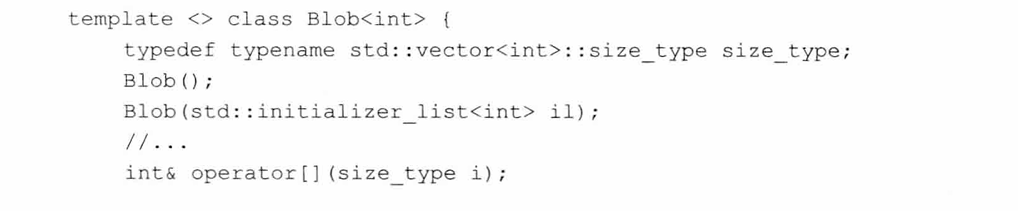 template <> class Blob<int> {
typedef typename std::vector<int>::size_type size_type;
Blob();
Blob(std::initializer_list<int> il);
//...
int& operator[](size_type i);